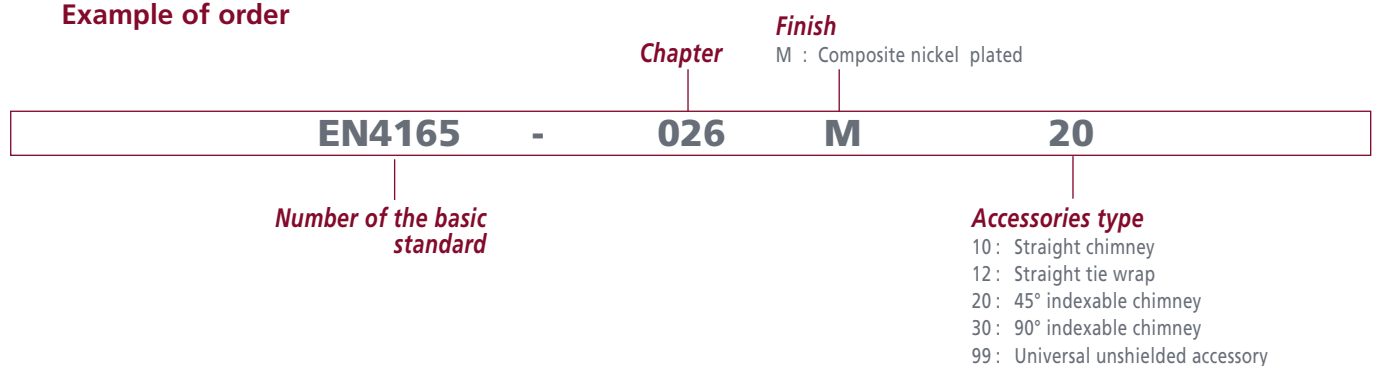 Example of order
Finish
Chapter
M : Composite nickel plated
EN4165 - 026 M 20
Number of the basic
standard
Accessories type
10 : Straight chimney
12 : Straight tie wrap
20 : 45° indexable chimney
30 : 90° indexable chimney
99 : Universal unshielded accessory